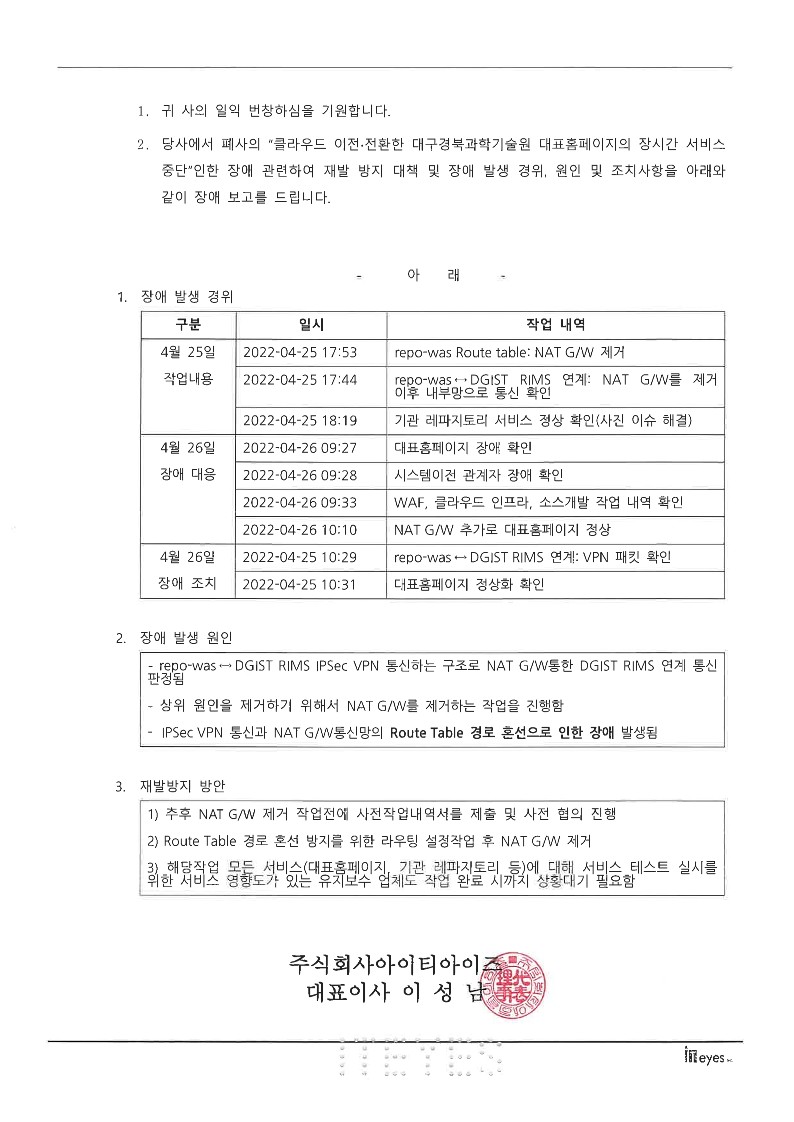 1. 귀 사의 일익 번창하심을 기원합니다.
2. 당사에서 폐사의 "클라우드 이전·전환한 대구경북과학기술원 대표홈페이지의 장시간 서비스
중단"인한 장애 관련하여 재발 방지 대책 및 장애 발생 경위, 원인 및 조치사항을 아래와
같이 장애 보고를 드립니다.
- 아 래 -
1. 장애 발생 경위
구분 일시 작업 내역
4월 25일 2022-04-25 17:53 repo-was Route table: NAT G/W 제거
작업내용 2022-04-25 17:44 repo-was↔DGIST RIMS 연계: NAT G/W를 제거
이후 내부망으로 통신 확인
2022-04-25 18:19 기관 레파지토리 서비스 정상 확인(사진 이슈 해결)
4월 26일 2022-04-26 09:27 대표홈페이지 장애 확인
장애 대응 2022-04-26 09:28 시스템이전 관계자 장애 확인
2022-04-26 09:33 WAF, 클라우드 인프라, 소스개발 작업 내역 확인
2022-04-26 10:10 NAT G/W 추가로 대표홈페이지 정상
4월 26일 2022-04-25 10:29 repo-was↔DGIST RIMS 연계: VPN 패킷 확인
장애 조치 2022-04-25 10:31 대표홈페이지 정상화 확인
2. 장애 발생 원인
- repo-was↔DGIST RIMS IPSec VPN 통신하는 구조로 NAT G/W통한 DGIST RIMS 연계 통신
판정됨
- 상위 원인을 제거하기 위해서 NAT G/W를 제거하는 작업을 진행함
- IPSec VPN 통신과 NAT G/W통신망의 Route Table 경로 혼선으로 인한 장애 발생됨
3. 재발방지 방안
1) 추후 NAT G/W 제거 작업전에 사전작업내역서를 제출 및 사전 협의 진행
2) Route Table 경로 혼선 방지를 위한 라우팅 설정작업 후 NAT G/W 제거
3) 해당작업 모든 서비스(대표홈페이지, 기관 레파지토리 등)에 대해 서비스 테스트 실시를
위한 서비스 영향도가 있는 유지보수 업체도 작업 완료 시까지 상황대기 필요함
주식회사아이티아이즈
대표이사 이 성 남
ITEYES
iTeyes